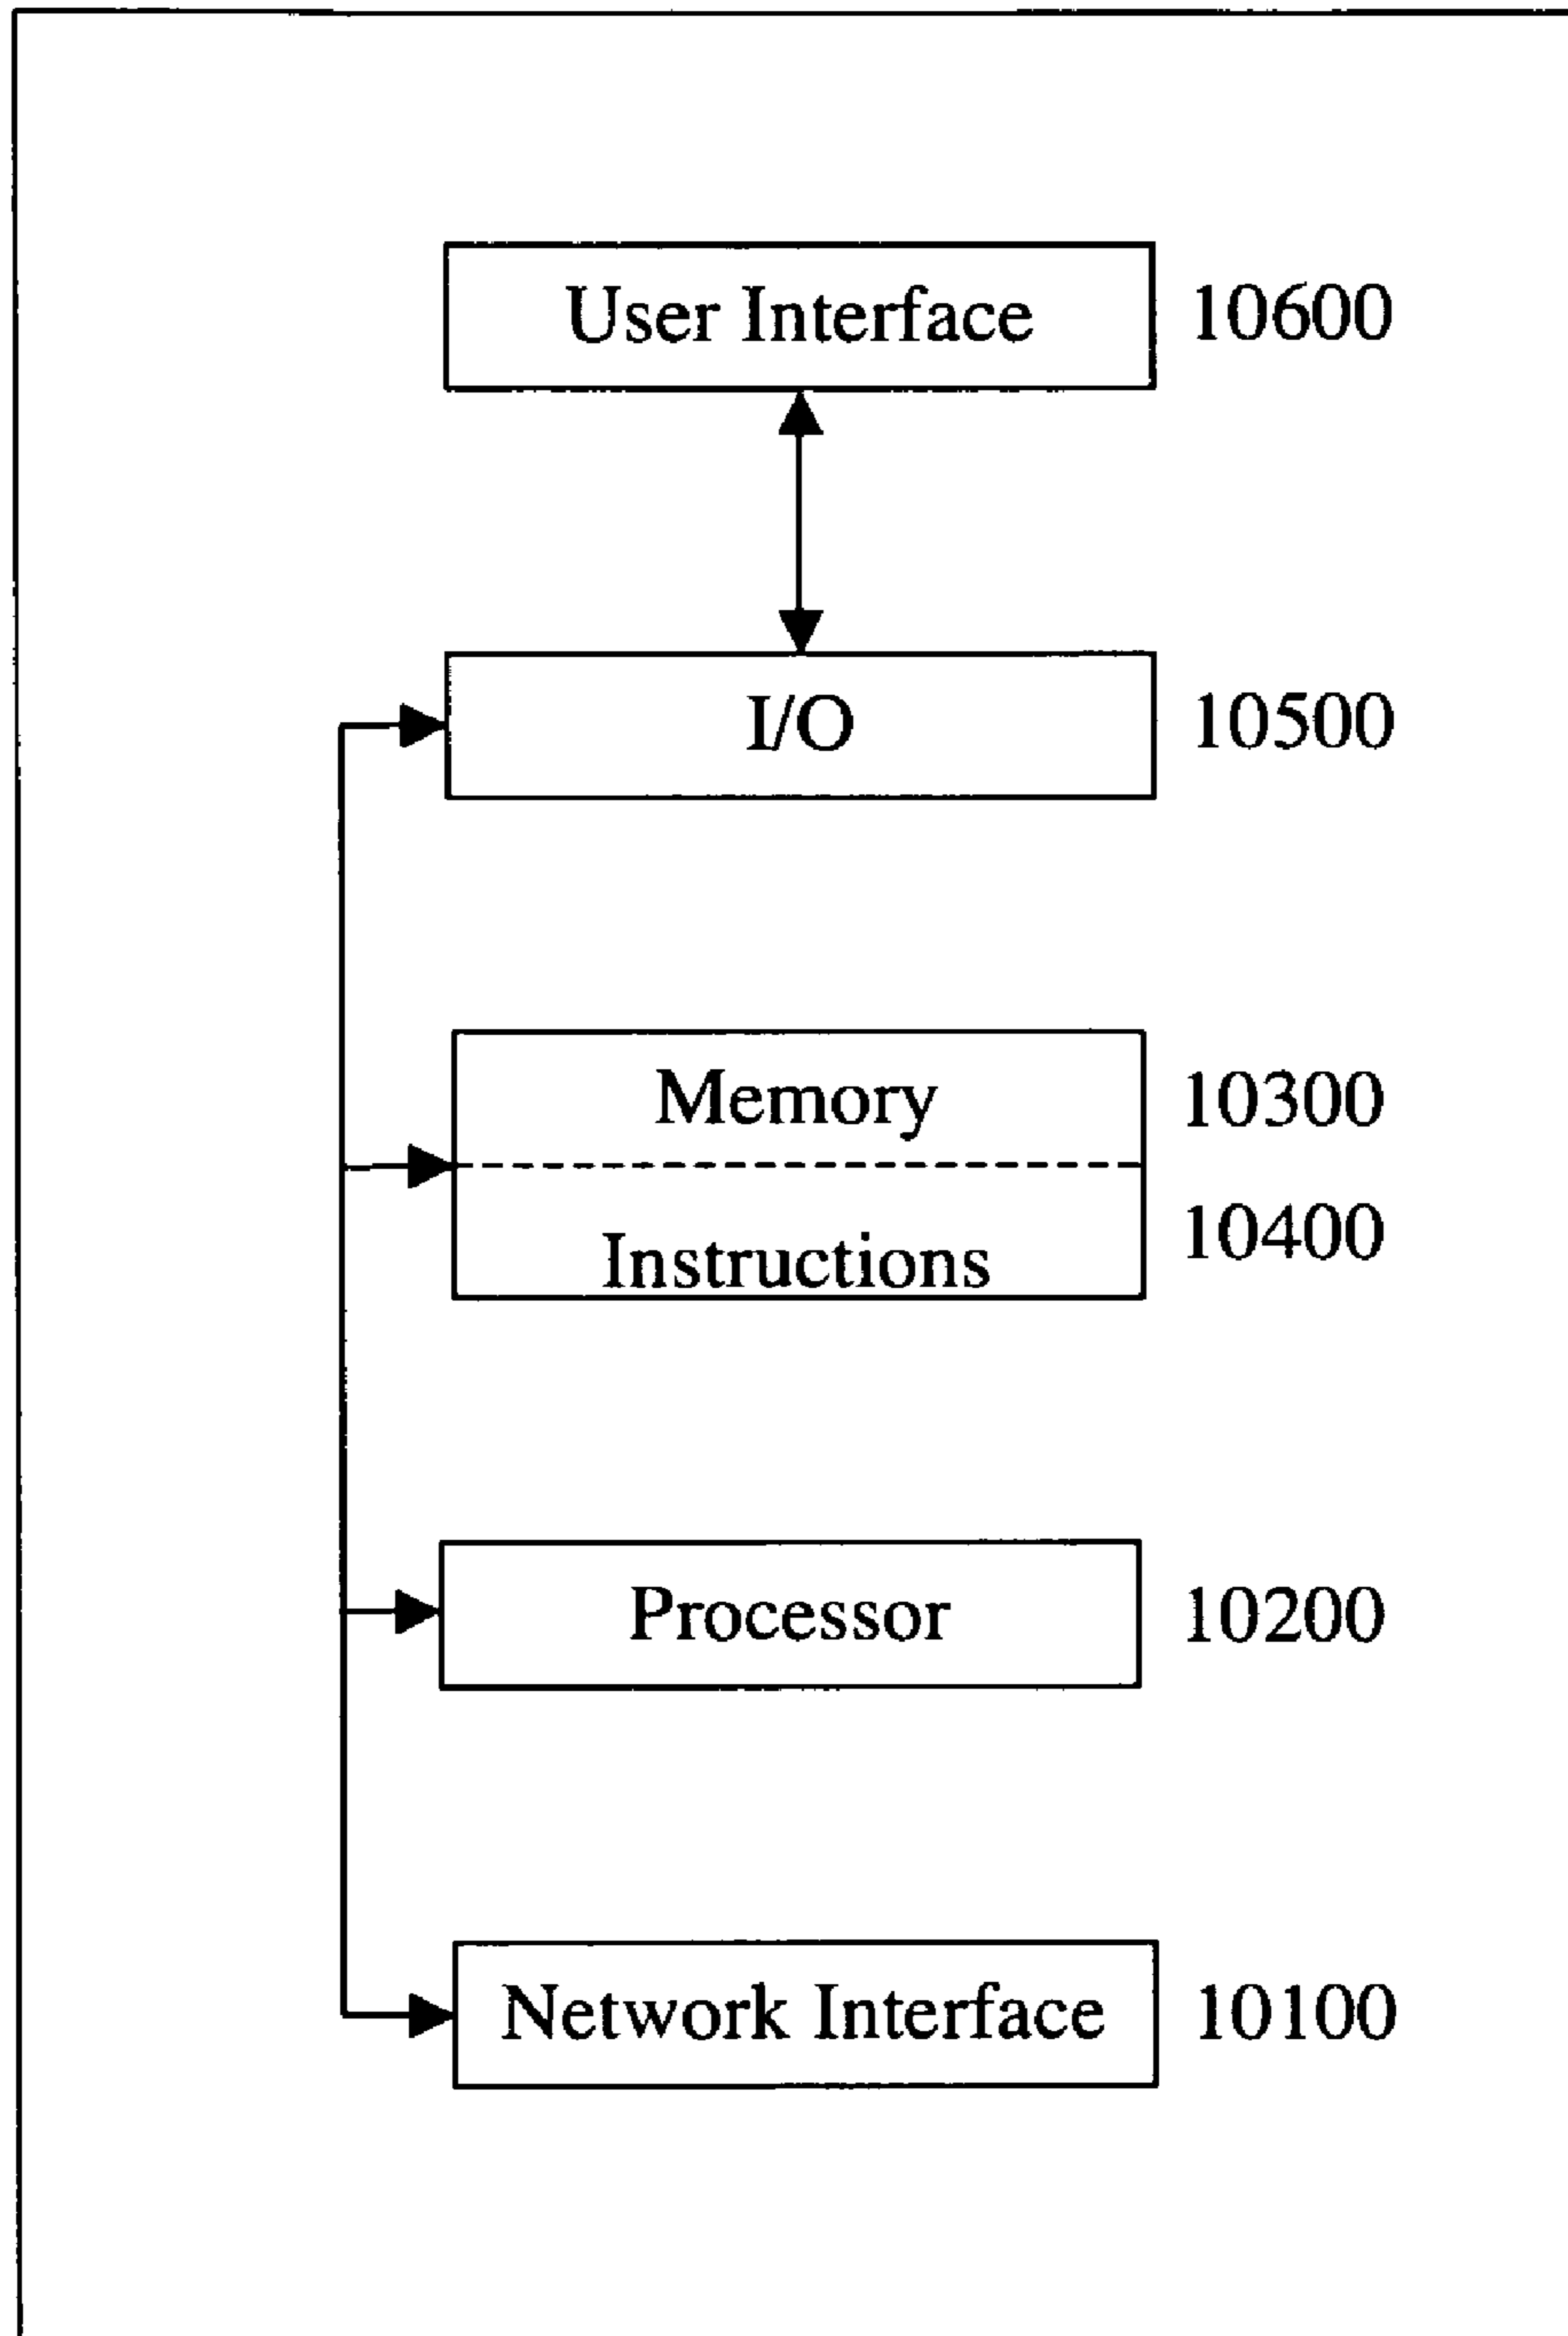 User Interface 10600
I/O 10500
Memory 10300
Instructions 10400
Processor 10200
Network Interface 10100